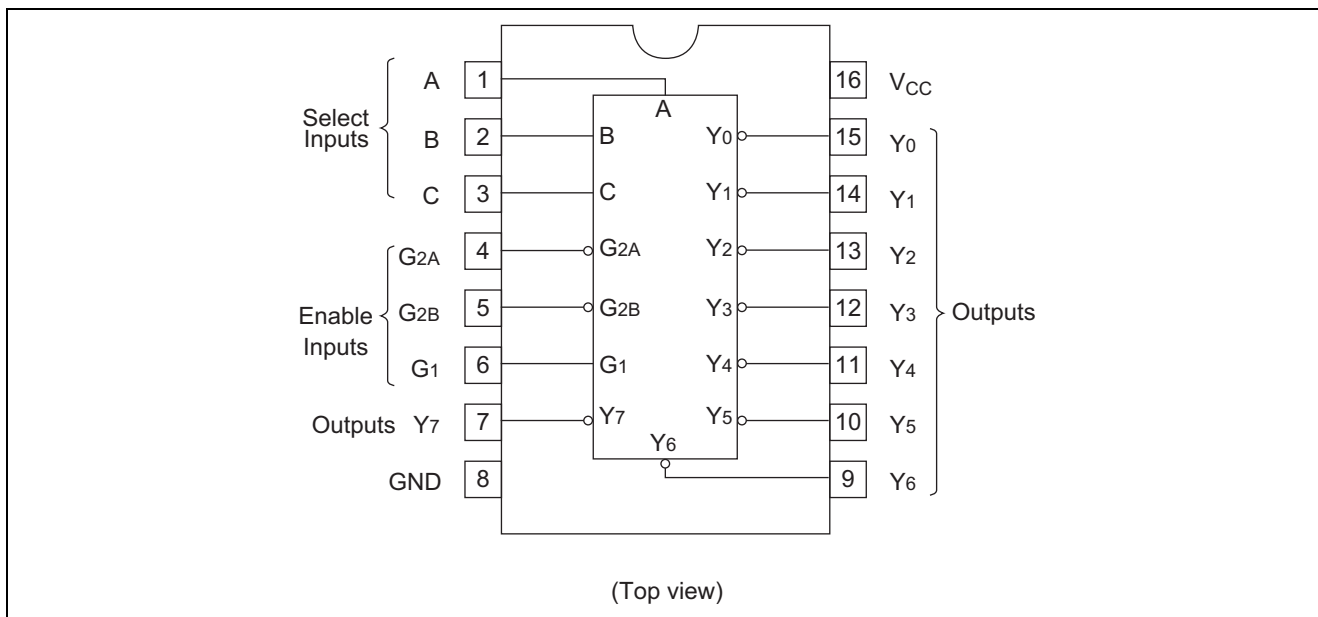 A 1 A 16 VCC
Select Inputs
B 2 B Y0 15 Y0
C 3 C Y1 14 Y1
G2A 4 G2A Y2 13 Y2
Enable Inputs
G2B 5 G2B Y3 12 Y3 Outputs
G1 6 G1 Y4 11 Y4
Outputs Y7 7 Y7 Y5 10 Y5
GND 8 Y6 9 Y6
(Top view)